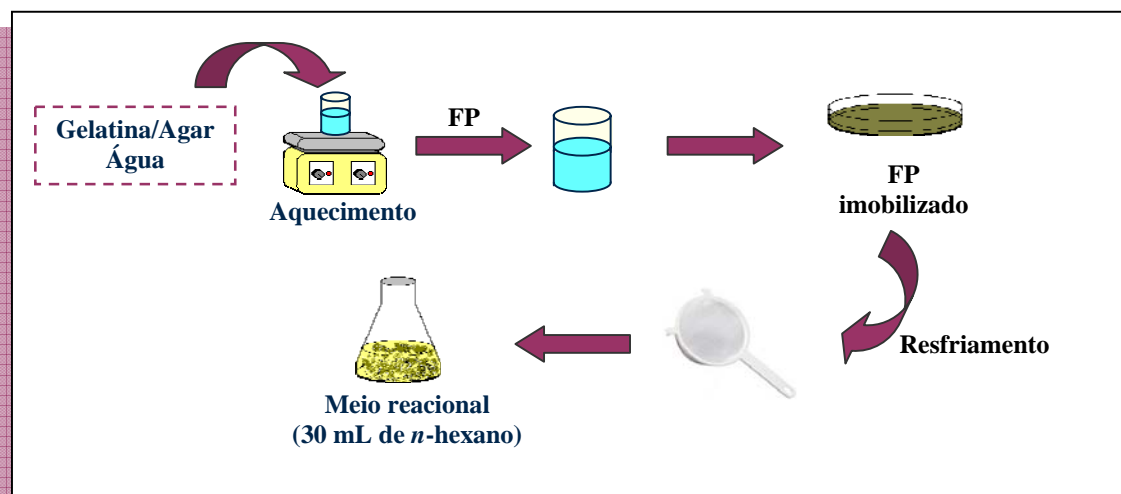 Gelatina/Agar
Água
Aquecimento
FP
FP
imobilizado
Resfriamento
Meio reacional
(30 mL de n-hexano)